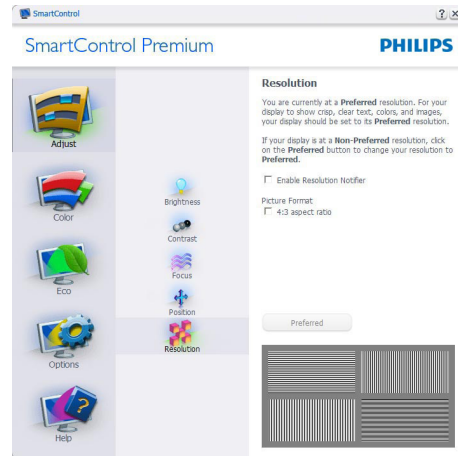 SmartControl
SmartControl Premium
PHILIPS
Adjust
Color
Eco
Options
Help
Brightness
Contrast
Focus
Position
Resolution
Resolution
You are currently at a Preferred resolution. For your
display to show crisp, clear text, colors, and images,
your display should be set to its Preferred resolution.
If your display is at a Non-Preferred resolution, click
on the Preferred button to change your resolution to
Preferred.
Enable Resolution Notifier
Picture Format
4:3 aspect ratio
Preferred